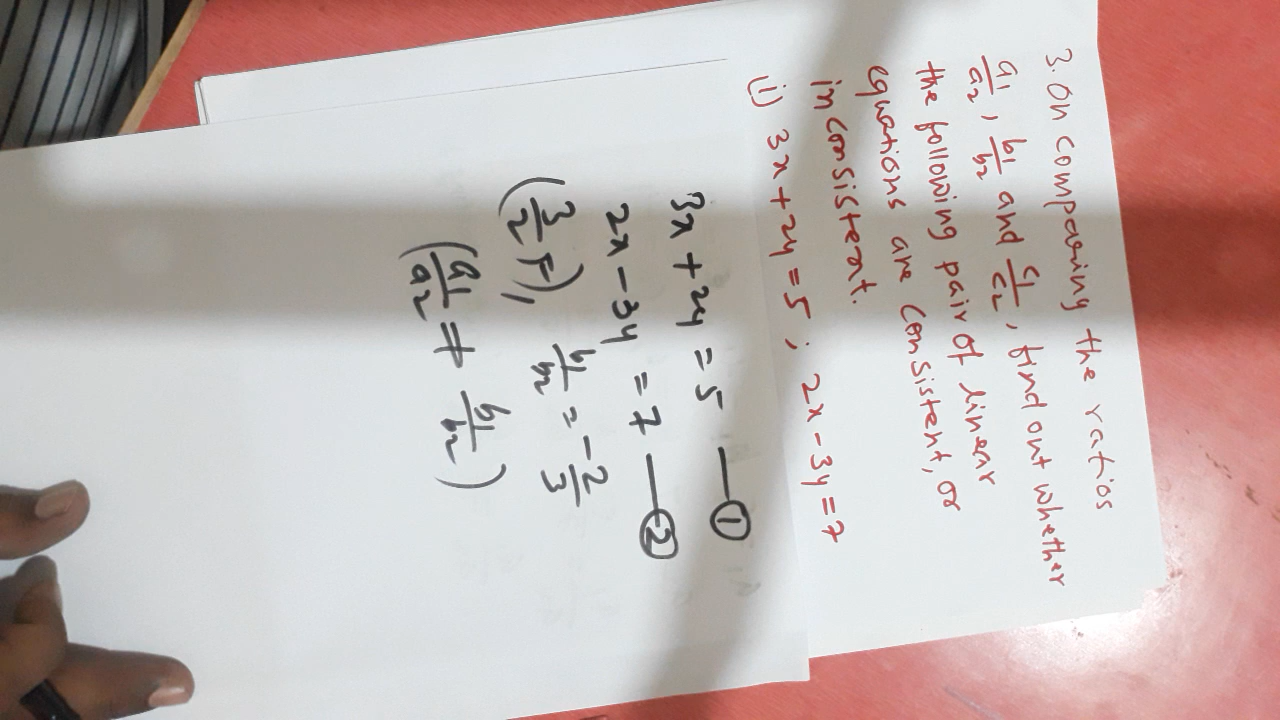 3. On comparing the ratios
a1/a2, b1/b2 and c1/c2, find out whether
the following pair of linear
equations are consistent, or
inconsistent.
(i) 3x + 2y = 5 ; 2x - 3y = 7
3x + 2y = 5 — ①
2x - 3y = 7 — ②
(3/2 ), b1/b2 = -2/3
(a1/a2 ≠ b1/b2)